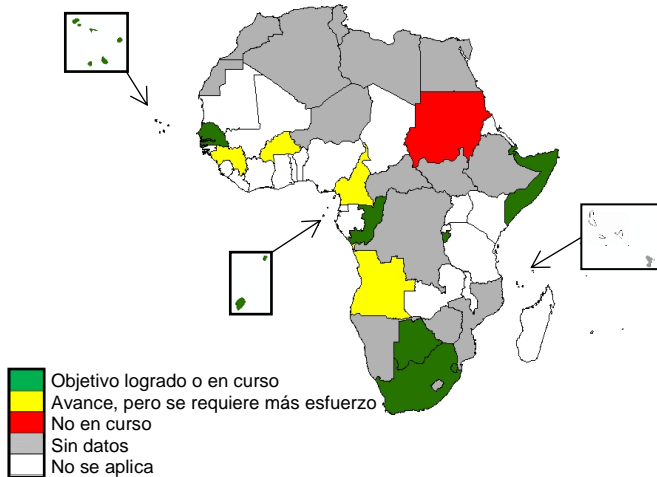 Objetivo logrado o en curso
Avance, pero se requiere más esfuerzo
No en curso
Sin datos
No se aplica